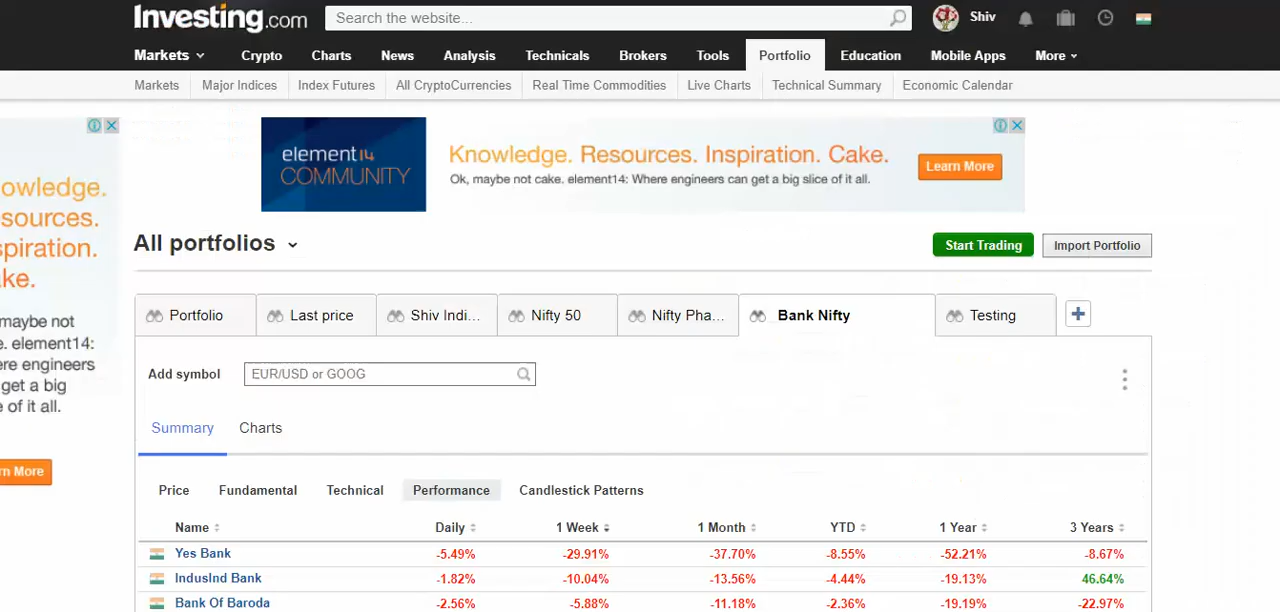 Investing.com
Search the website...
Shiv
Markets Crypto Charts News Analysis Technicals Brokers Tools Portfolio Education Mobile Apps More
Markets Major Indices Index Futures All CryptoCurrencies Real Time Commodities Live Charts Technical Summary Economic Calendar
element14
COMMUNITY
Knowledge. Resources. Inspiration. Cake.
Ok, maybe not cake. element14: Where engineers can get a big slice of it all.
Learn More
owledge.
sources.
spiration.
ke.
maybe not
e. element14:
ere engineers
get a big
of it all.
rn More
All portfolios
Start Trading
Import Portfolio
Portfolio Last price Shiv Indi... Nifty 50 Nifty Pha... Bank Nifty Testing +
Add symbol EUR/USD or GOOG
Summary Charts
Price Fundamental Technical Performance Candlestick Patterns
Name Daily 1 Week 1 Month YTD 1 Year 3 Years
Yes Bank -5.49% -29.91% -37.70% -8.55% -52.21% -8.67%
IndusInd Bank -1.82% -10.04% -13.56% -4.44% -19.13% 46.64%
Bank Of Baroda -2.56% -5.88% -11.18% -2.36% -19.19% -22.97%